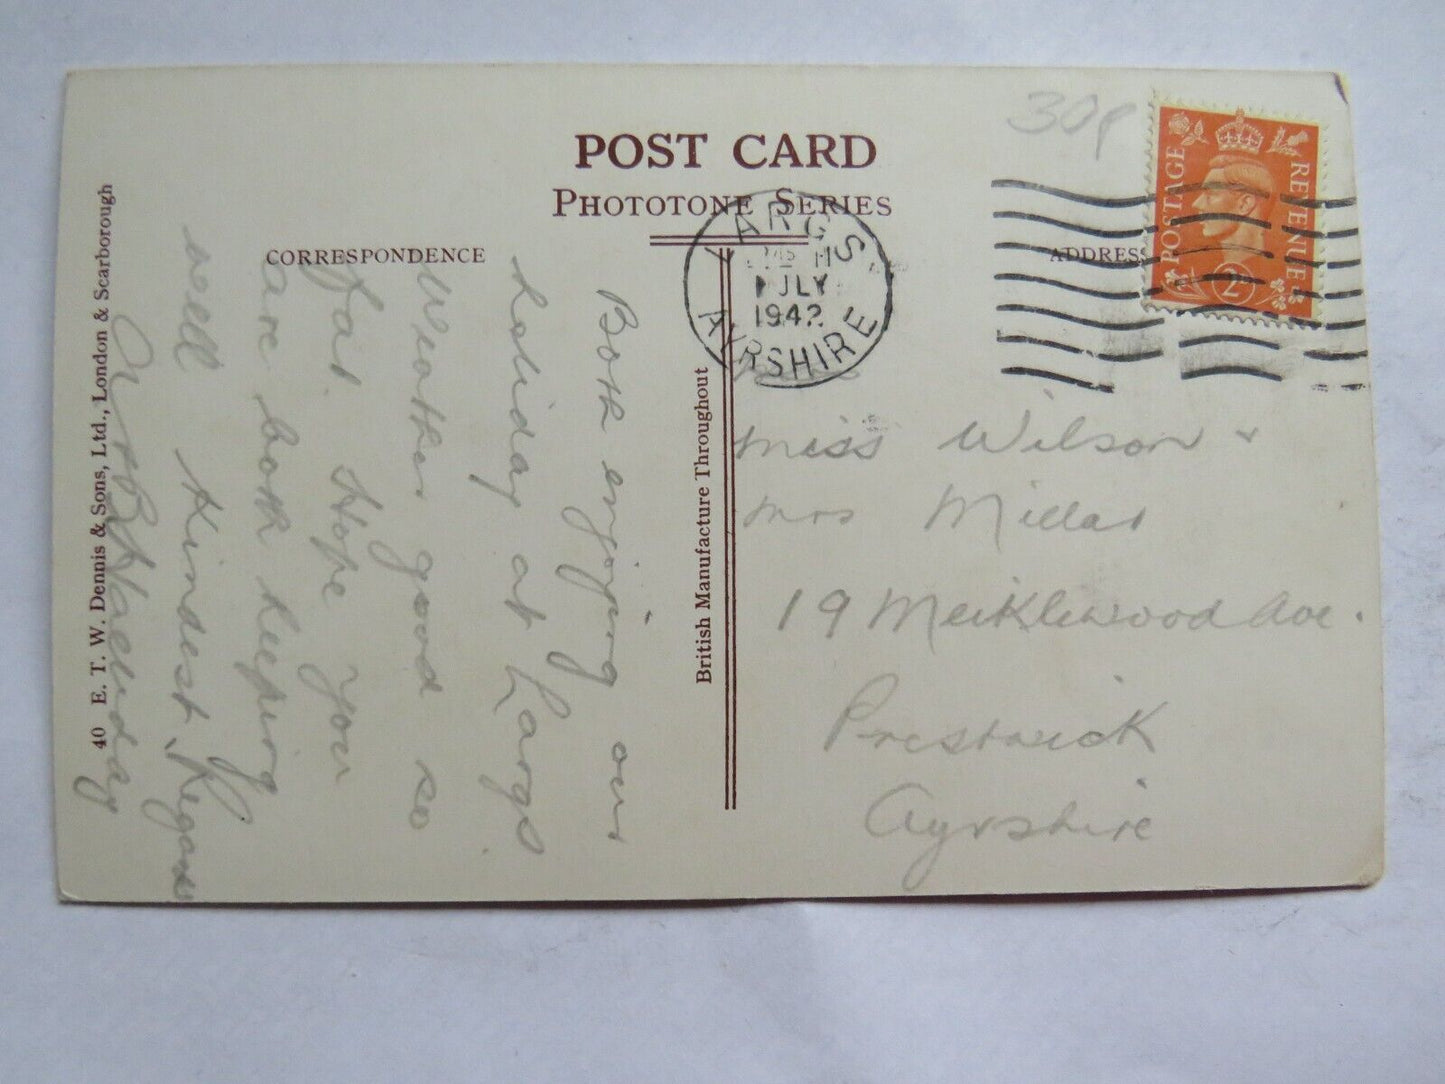 POST CARD
PHOTOTONE SERIES
CORRESPONDENCE
ADDRESS
30p
POSTAGE REVENUE
2D
LARGS
JULY
1942
AYRSHIRE
Both enjoying our
holiday at Largs.
Weather good so
far. Hope you
are both keeping
well Kindest Regards
Miss Wilson +
Mrs Millar
19 Meiklewood Ave.
Prestwick
Ayrshire
British Manufacture Throughout
40 E. T. W. Dennis & Sons, Ltd., London & Scarborough